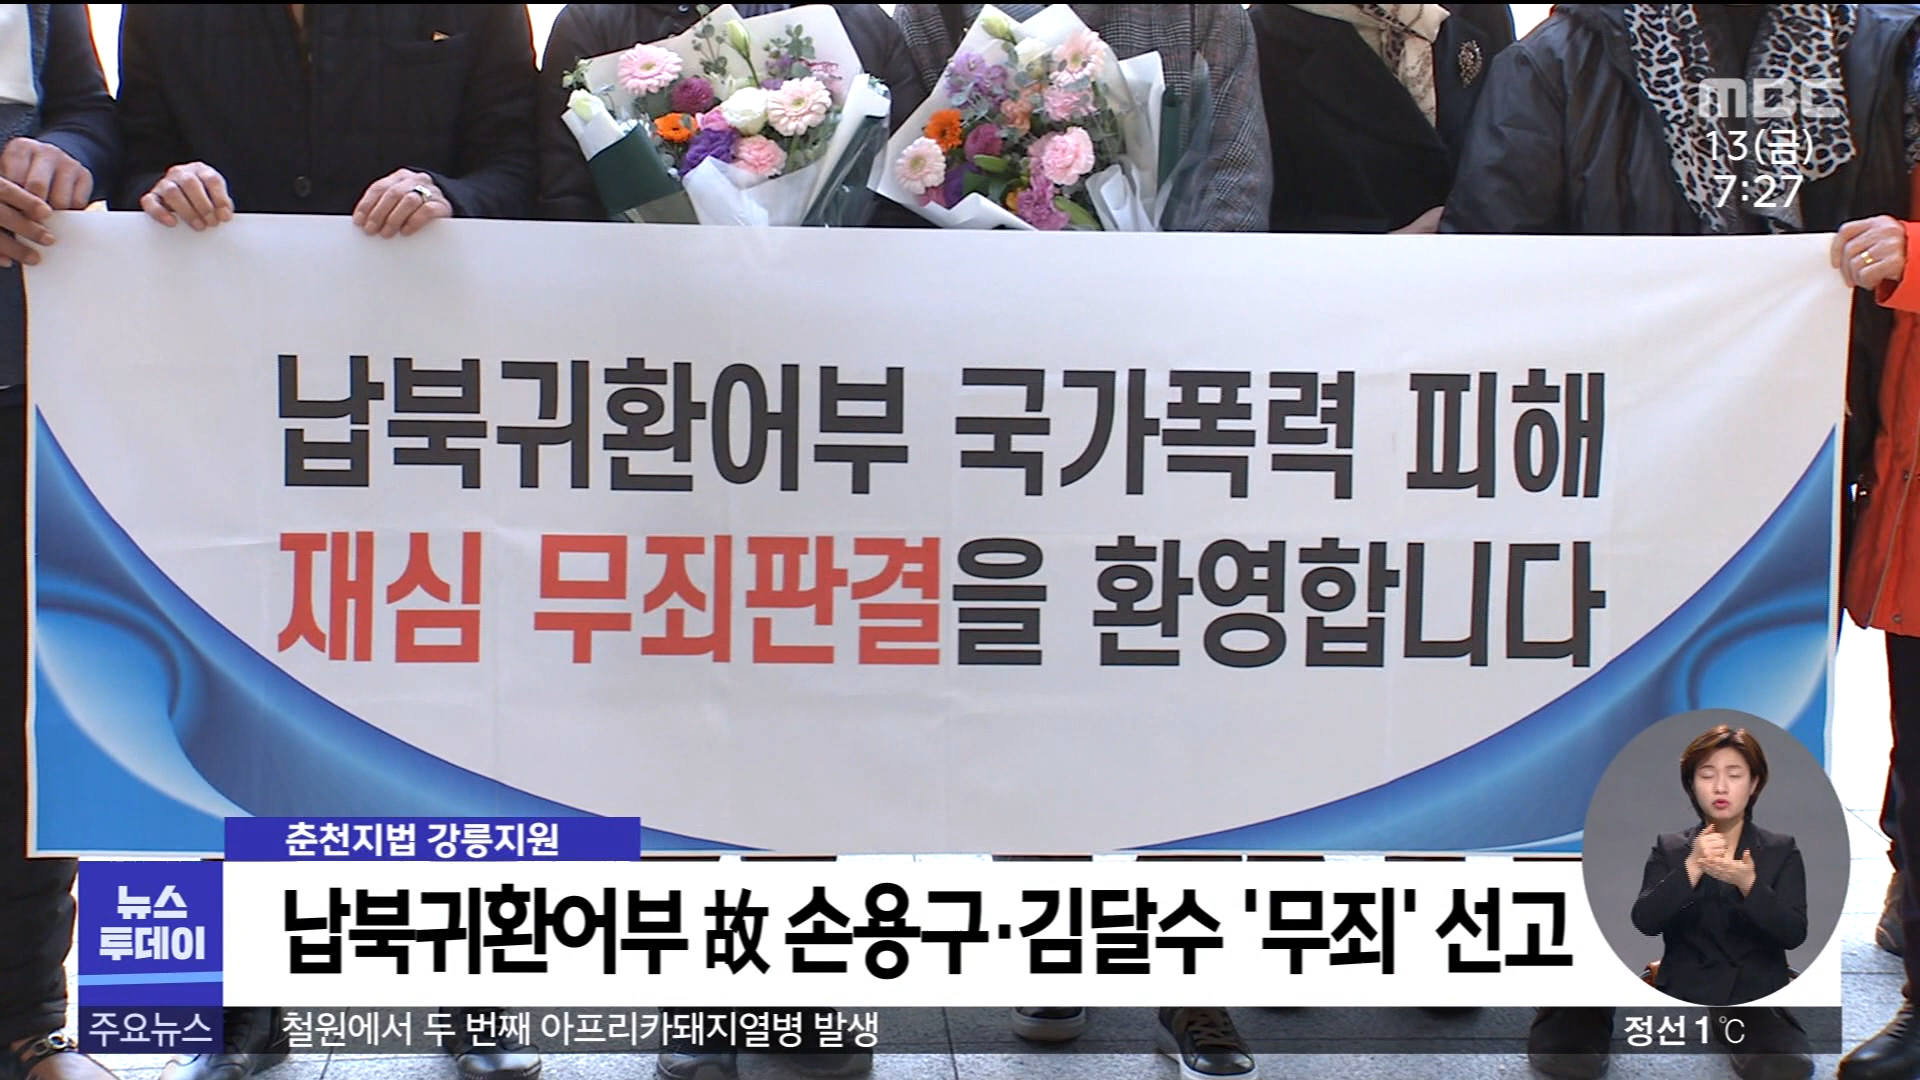 MBC
13(금)
7:27
납북귀환어부 국가폭력 피해
재심 무죄판결을 환영합니다
춘천지법 강릉지원
뉴스
투데이
납북귀환어부 故 손용구·김달수 '무죄' 선고
주요뉴스
철원에서 두 번째 아프리카돼지열병 발생
정선 1℃